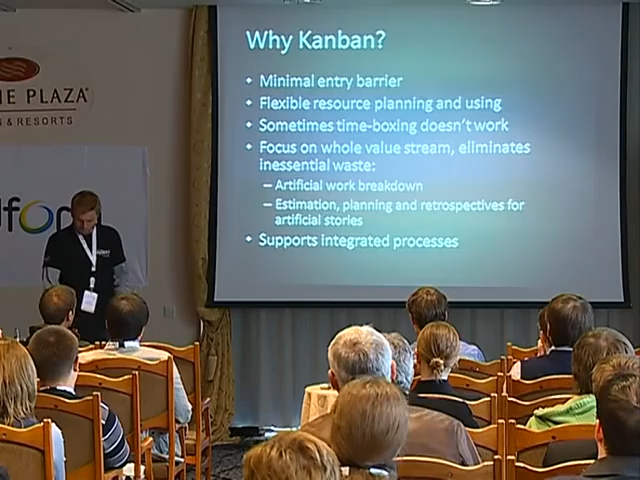 Why Kanban?
• Minimal entry barrier
• Flexible resource planning and using
• Sometimes time-boxing doesn't work
• Focus on whole value stream, eliminates
inessential waste:
– Artificial work breakdown
– Estimation, planning and retrospectives for
artificial stories
• Supports integrated processes
NE PLAZA®
S & RESORTS